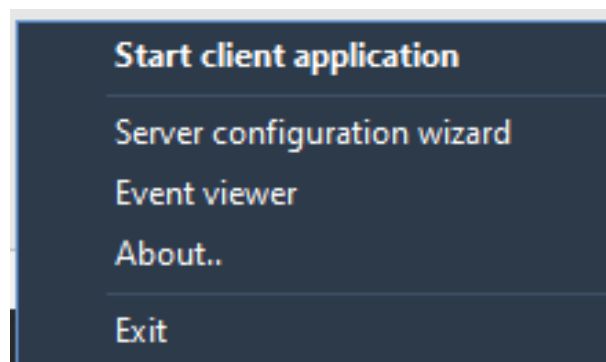 Start client application
Server configuration wizard
Event viewer
About..
Exit